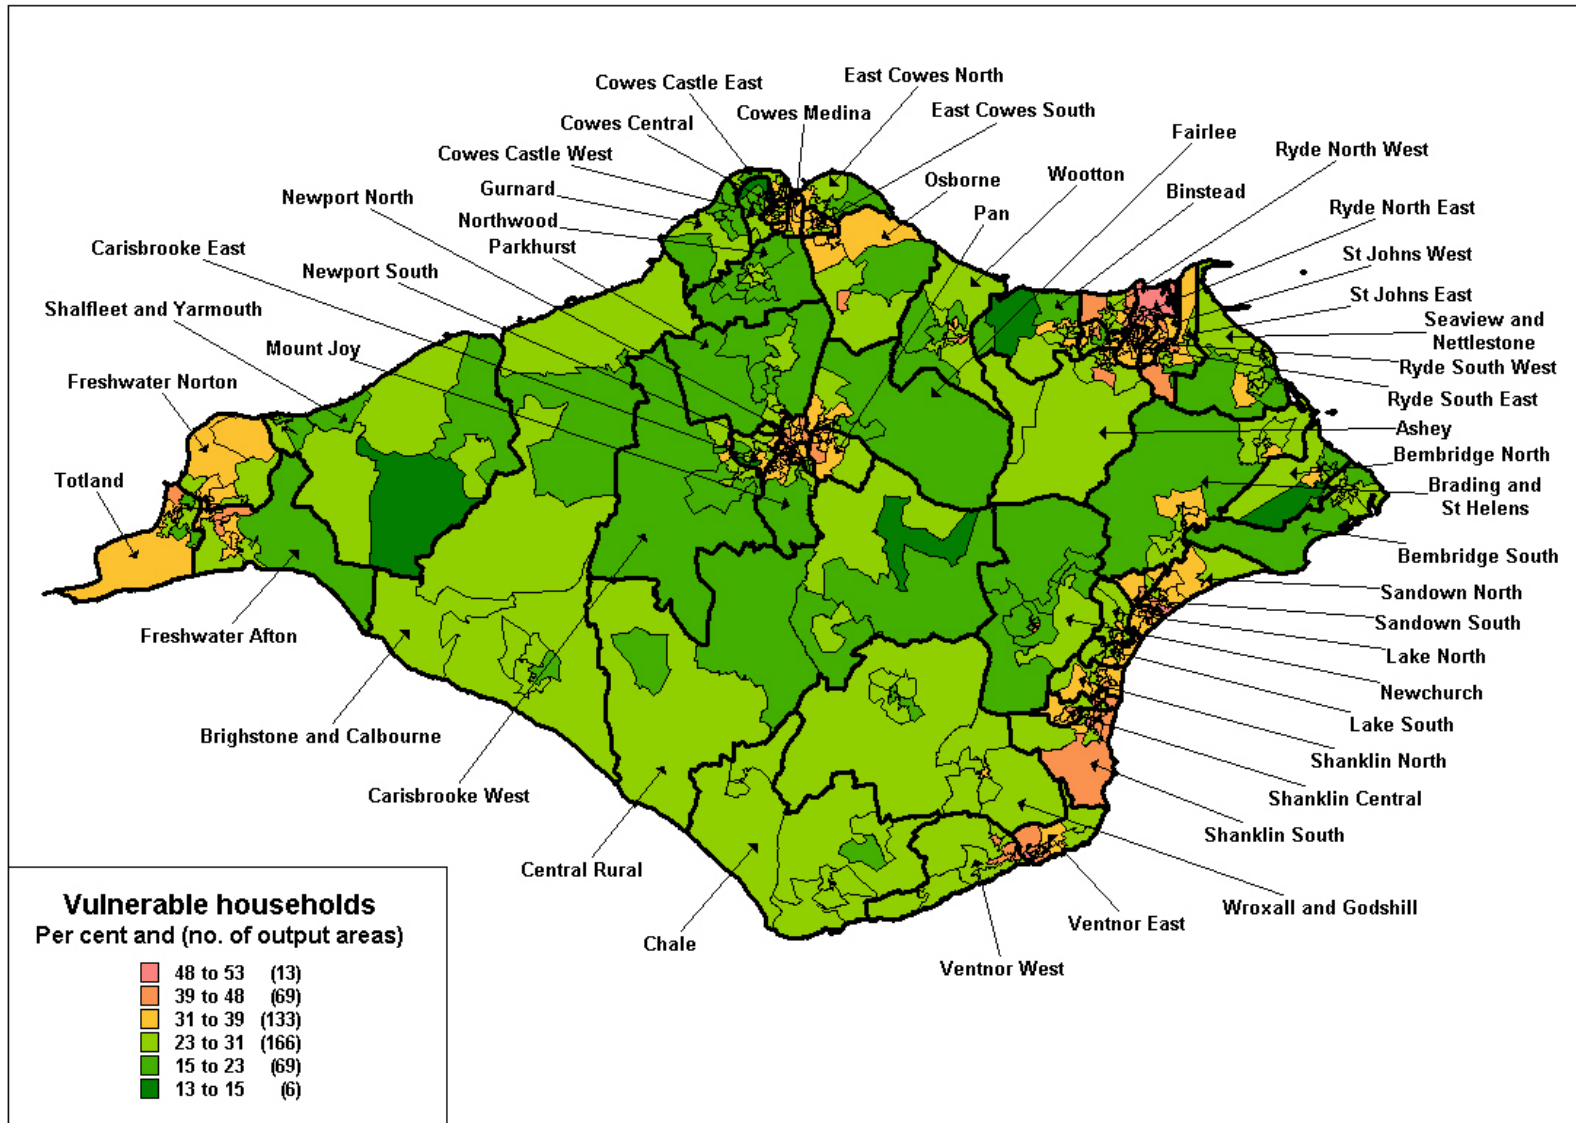 Cowes Castle East
East Cowes North
Cowes Central
Cowes Medina
East Cowes South
Fairlee
Cowes Castle West
Ryde North West
Gurnard
Osborne
Wootton
Newport North
Binstead
Northwood
Pan
Ryde North East
Carisbrooke East
Parkhurst
St Johns West
Newport South
St Johns East
Shalfleet and Yarmouth
Seaview and
Nettlestone
Mount Joy
Ryde South West
Freshwater Norton
Ryde South East
Ashey
Bembridge North
Totland
Brading and
St Helens
Bembridge South
Sandown North
Freshwater Afton
Sandown South
Lake North
Newchurch
Brighstone and Calbourne
Lake South
Shanklin North
Carisbrooke West
Shanklin Central
Shanklin South
Central Rural
Wroxall and Godshill
Ventnor East
Chale
Ventnor West
Vulnerable households
Per cent and (no. of output areas)
48 to 53 (13)
39 to 48 (69)
31 to 39 (133)
23 to 31 (166)
15 to 23 (69)
13 to 15 (6)